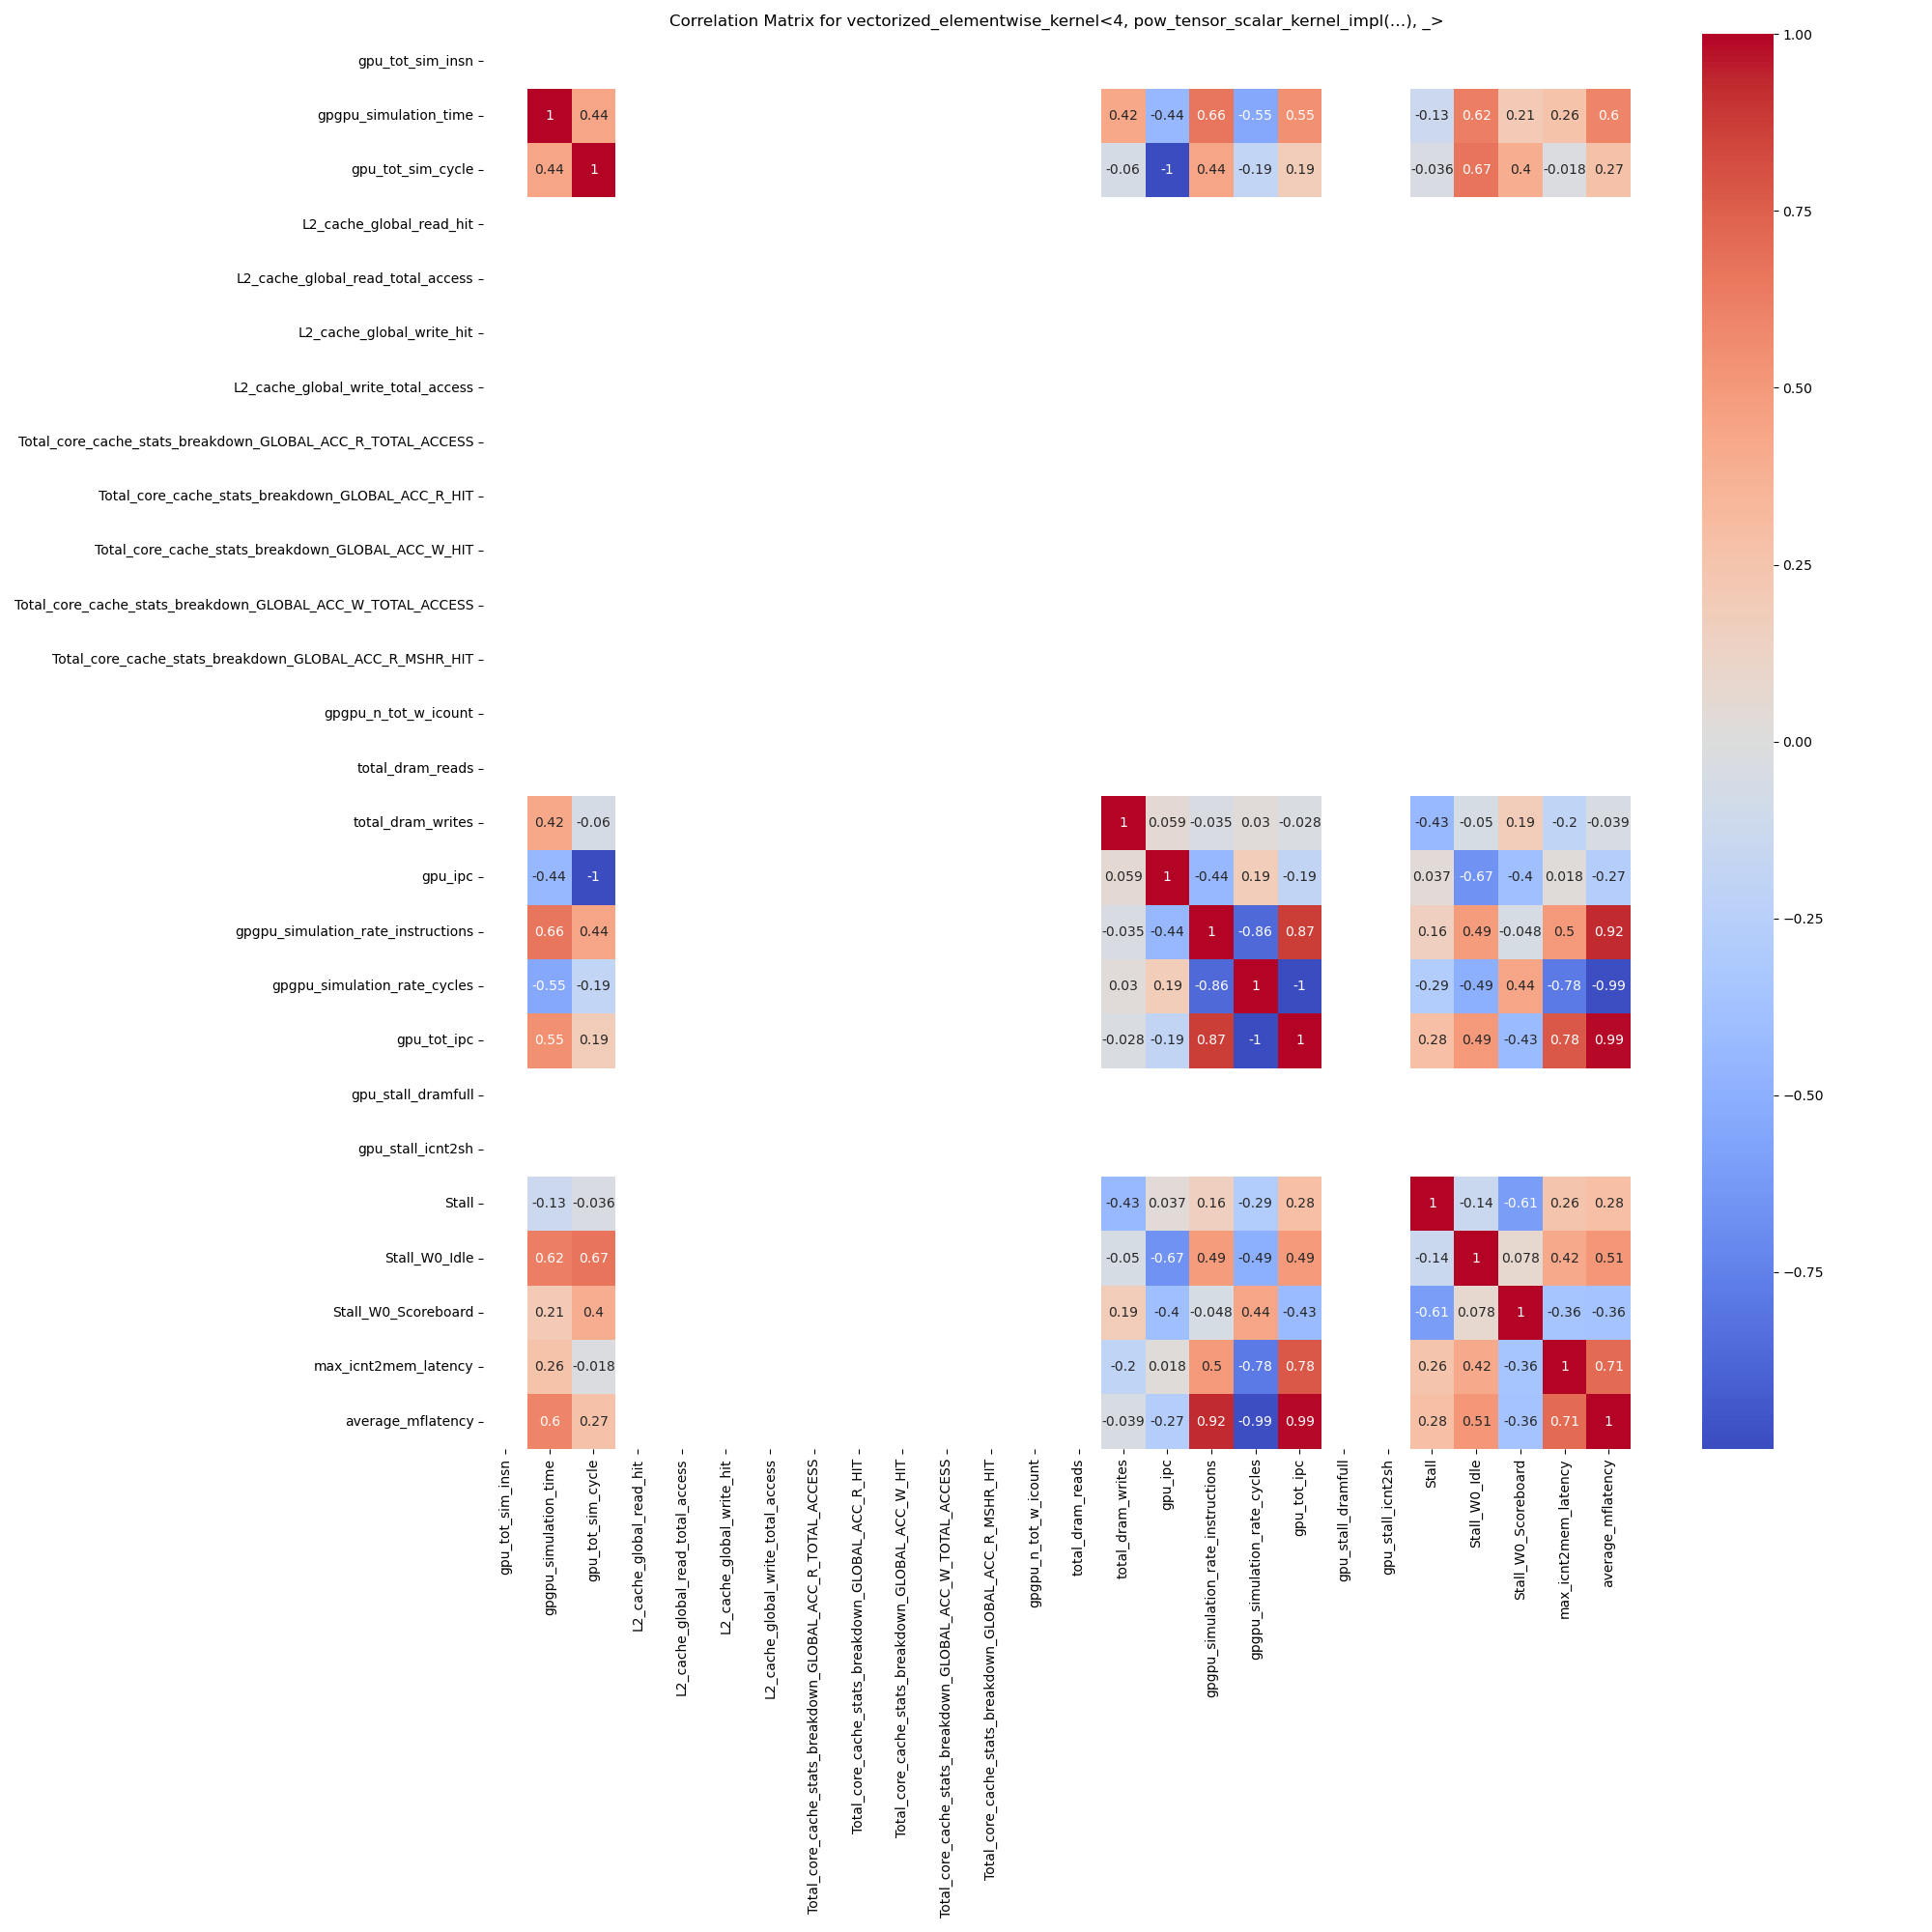 Correlation Matrix for vectorized_elementwise_kernel<4, pow_tensor_scalar_kernel_impl(...), _>
gpu_tot_sim_insn
gpgpu_simulation_time 1 0.44 0.42 -0.44 0.66 -0.55 0.55 -0.13 0.62 0.21 0.26 0.6
gpu_tot_sim_cycle 0.44 1 -0.06 -1 0.44 -0.19 0.19 -0.036 0.67 0.4 -0.018 0.27
L2_cache_global_read_hit
L2_cache_global_read_total_access
L2_cache_global_write_hit
L2_cache_global_write_total_access
Total_core_cache_stats_breakdown_GLOBAL_ACC_R_TOTAL_ACCESS
Total_core_cache_stats_breakdown_GLOBAL_ACC_R_HIT
Total_core_cache_stats_breakdown_GLOBAL_ACC_W_HIT
Total_core_cache_stats_breakdown_GLOBAL_ACC_W_TOTAL_ACCESS
Total_core_cache_stats_breakdown_GLOBAL_ACC_R_MSHR_HIT
gpgpu_n_tot_w_icount
total_dram_reads
total_dram_writes 0.42 -0.06 1 0.059 -0.035 0.03 -0.028 -0.43 -0.05 0.19 -0.2 -0.039
gpu_ipc -0.44 -1 0.059 1 -0.44 0.19 -0.19 0.037 -0.67 -0.4 0.018 -0.27
gpgpu_simulation_rate_instructions 0.66 0.44 -0.035 -0.44 1 -0.86 0.87 0.16 0.49 -0.048 0.5 0.92
gpgpu_simulation_rate_cycles -0.55 -0.19 0.03 0.19 -0.86 1 -1 -0.29 -0.49 0.44 -0.78 -0.99
gpu_tot_ipc 0.55 0.19 -0.028 -0.19 0.87 -1 1 0.28 0.49 -0.43 0.78 0.99
gpu_stall_dramfull
gpu_stall_icnt2sh
Stall -0.13 -0.036 -0.43 0.037 0.16 -0.29 0.28 1 -0.14 -0.61 0.26 0.28
Stall_W0_Idle 0.62 0.67 -0.05 -0.67 0.49 -0.49 0.49 -0.14 1 0.078 0.42 0.51
Stall_W0_Scoreboard 0.21 0.4 0.19 -0.4 -0.048 0.44 -0.43 -0.61 0.078 1 -0.36 -0.36
max_icnt2mem_latency 0.26 -0.018 -0.2 0.018 0.5 -0.78 0.78 0.26 0.42 -0.36 1 0.71
average_mflatency 0.6 0.27 -0.039 -0.27 0.92 -0.99 0.99 0.28 0.51 -0.36 0.71 1
gpu_tot_sim_insn
gpgpu_simulation_time
gpu_tot_sim_cycle
L2_cache_global_read_hit
L2_cache_global_read_total_access
L2_cache_global_write_hit
L2_cache_global_write_total_access
Total_core_cache_stats_breakdown_GLOBAL_ACC_R_TOTAL_ACCESS
Total_core_cache_stats_breakdown_GLOBAL_ACC_R_HIT
Total_core_cache_stats_breakdown_GLOBAL_ACC_W_HIT
Total_core_cache_stats_breakdown_GLOBAL_ACC_W_TOTAL_ACCESS
Total_core_cache_stats_breakdown_GLOBAL_ACC_R_MSHR_HIT
gpgpu_n_tot_w_icount
total_dram_reads
total_dram_writes
gpu_ipc
gpgpu_simulation_rate_instructions
gpgpu_simulation_rate_cycles
gpu_tot_ipc
gpu_stall_dramfull
gpu_stall_icnt2sh
Stall
Stall_W0_Idle
Stall_W0_Scoreboard
max_icnt2mem_latency
average_mflatency
1.00
0.75
0.50
0.25
0.00
−0.25
−0.50
−0.75